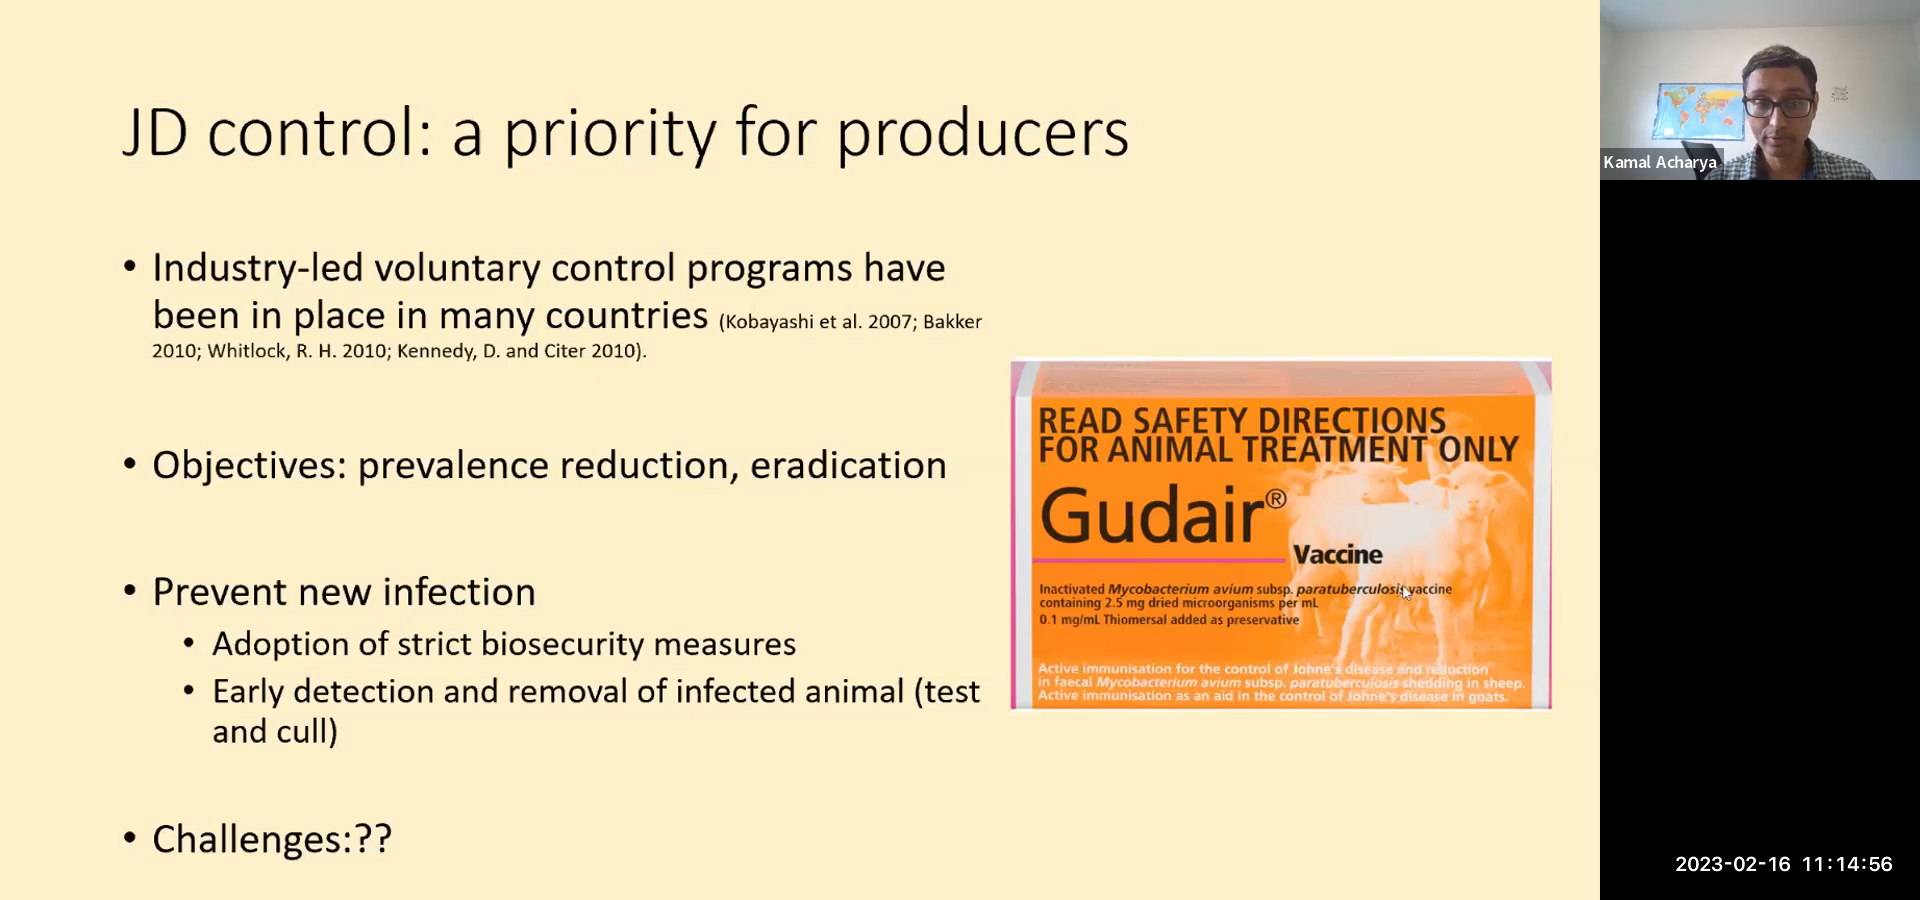 JD control: a priority for producers
• Industry-led voluntary control programs have
been in place in many countries (Kobayashi et al. 2007; Bakker
2010; Whitlock, R. H. 2010; Kennedy, D. and Citer 2010).
• Objectives: prevalence reduction, eradication
• Prevent new infection
• Adoption of strict biosecurity measures
• Early detection and removal of infected animal (test
and cull)
• Challenges:??
READ SAFETY DIRECTIONS
FOR ANIMAL TREATMENT ONLY
Gudair®
Vaccine
Inactivated Mycobacterium avium subsp. paratuberculosis vaccine
containing 2.5 mg dried microorganisms per mL
0.1 mg/mL Thiomersal added as preservative
Active immunisation for the control of Johne's disease and reduction
in faecal Mycobacterium avium subsp. paratuberculosis shedding in sheep.
Active immunisation as an aid in the control of Johne's disease in goats.
Kamal Acharya
2023-02-16 11:14:56